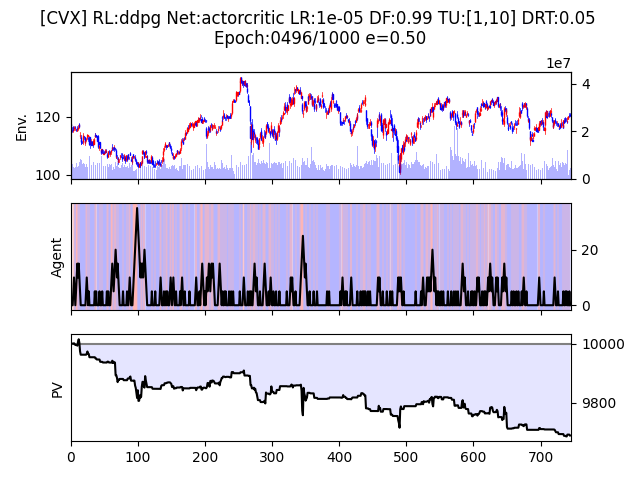 [CVX] RL:ddpg Net:actorcritic LR:1e-05 DF:0.99 TU:[1,10] DRT:0.05
Epoch:0496/1000 e=0.50
1e7
Env.
120
100
4
2
0
Agent
20
0
PV
10000
9800
0 100 200 300 400 500 600 700